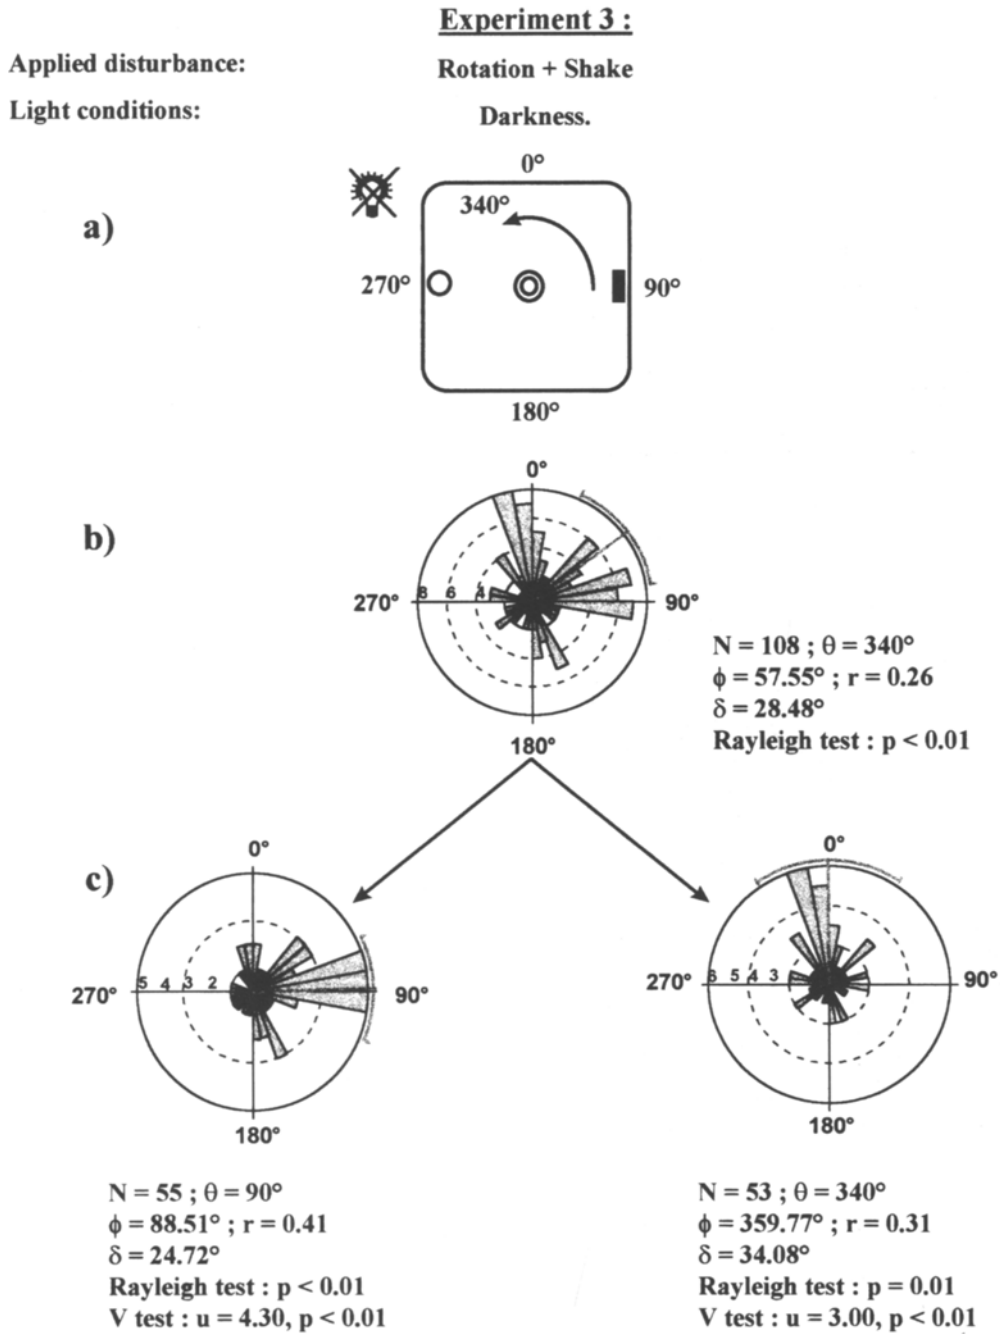 Experiment 3 :
Applied disturbance: Rotation + Shake
Light conditions: Darkness.
a)
0°
340°
270° 90°
180°
b)
0°
8 6 4
270° 90°
180°
N = 108 ; θ = 340°
ϕ = 57.55° ; r = 0.26
δ = 28.48°
Rayleigh test : p < 0.01
c)
0°
5 4 3 2
270° 90°
180°
N = 55 ; θ = 90°
ϕ = 88.51° ; r = 0.41
δ = 24.72°
Rayleigh test : p < 0.01
V test : u = 4.30, p < 0.01
0°
6 5 4 3
270° 90°
180°
N = 53 ; θ = 340°
ϕ = 359.77° ; r = 0.31
δ = 34.08°
Rayleigh test : p = 0.01
V test : u = 3.00, p < 0.01